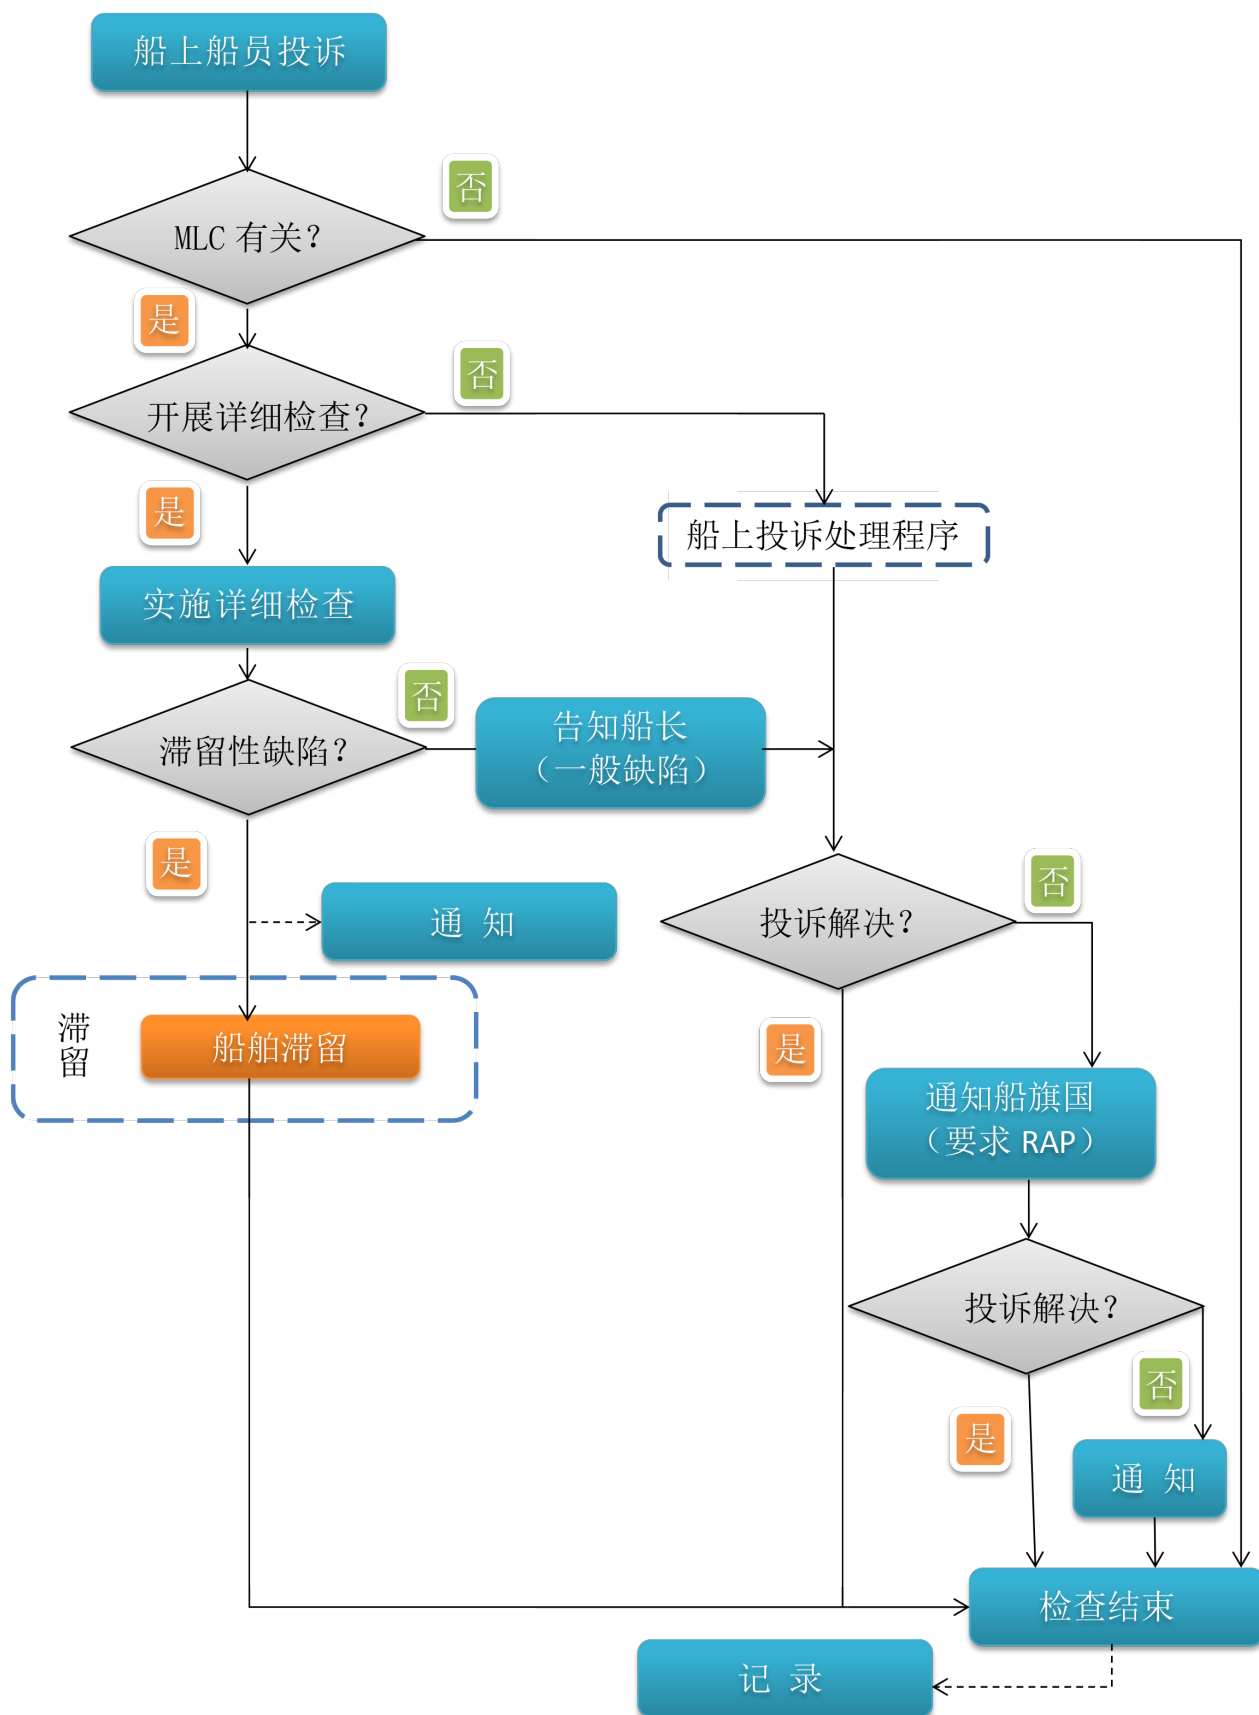 船上船员投诉
否
MLC 有关？
是
否
开展详细检查？
是
船上投诉处理程序
实施详细检查
否
告知船长
（一般缺陷）
滞留性缺陷？
是
否
通 知
投诉解决？
滞
留
船舶滞留
是
通知船旗国
（要求 RAP）
投诉解决？
否
是
通 知
检查结束
记 录